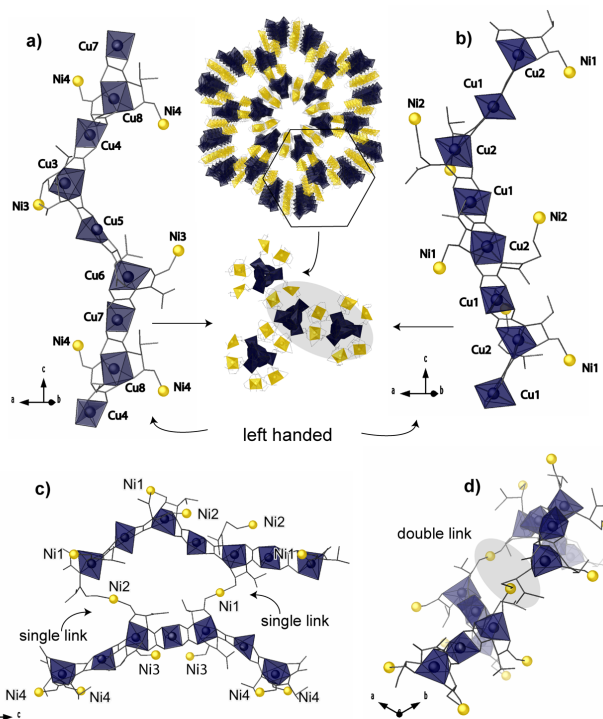 a)
Cu7
Ni4
Cu8
Ni4
Cu4
Cu3
Ni3
Cu5
Ni3
Cu6
Cu7
Ni4
Cu8
Ni4
Cu4
c
a
b
b)
Ni1
Cu2
Cu1
Ni2
Cu2
Cu1
Ni2
Ni1
Cu2
Cu1
Cu2
Ni1
Cu1
c
a
b
left handed
c)
Ni1
Ni2
Ni2
Ni1
Ni1
Ni2
Ni1
single link
single link
Ni3
Ni3
Ni4
Ni4
Ni4
Ni4
c
d)
double link
a
b